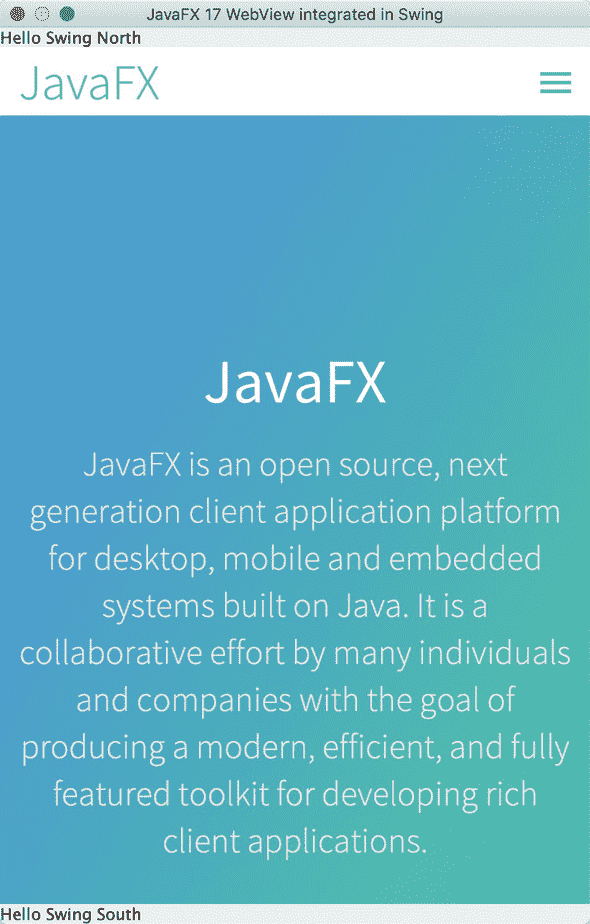 JavaFX 17 WebView integrated in Swing
Hello Swing North
JavaFX
JavaFX
JavaFX is an open source, next
generation client application platform
for desktop, mobile and embedded
systems built on Java. It is a
collaborative effort by many individuals
and companies with the goal of
producing a modern, efficient, and fully
featured toolkit for developing rich
client applications.
Hello Swing South